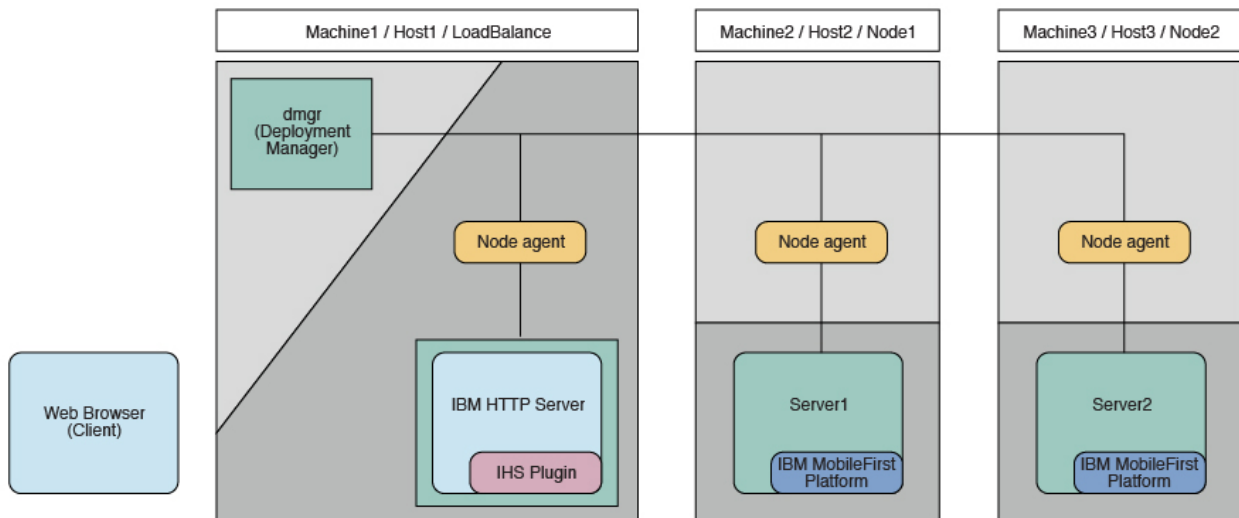 Machine1 / Host1 / LoadBalance
Machine2 / Host2 / Node1
Machine3 / Host3 / Node2
dmgr
(Deployment
Manager)
Node agent
Node agent
Node agent
Web Browser
(Client)
IBM HTTP Server
IHS Plugin
Server1
IBM MobileFirst
Platform
Server2
IBM MobileFirst
Platform